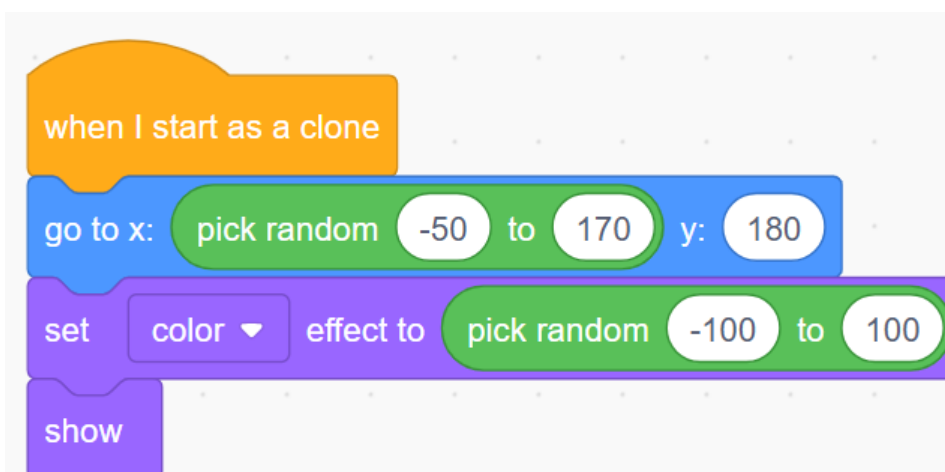 when I start as a clone
go to x: pick random -50 to 170 y: 180
set color effect to pick random -100 to 100
show